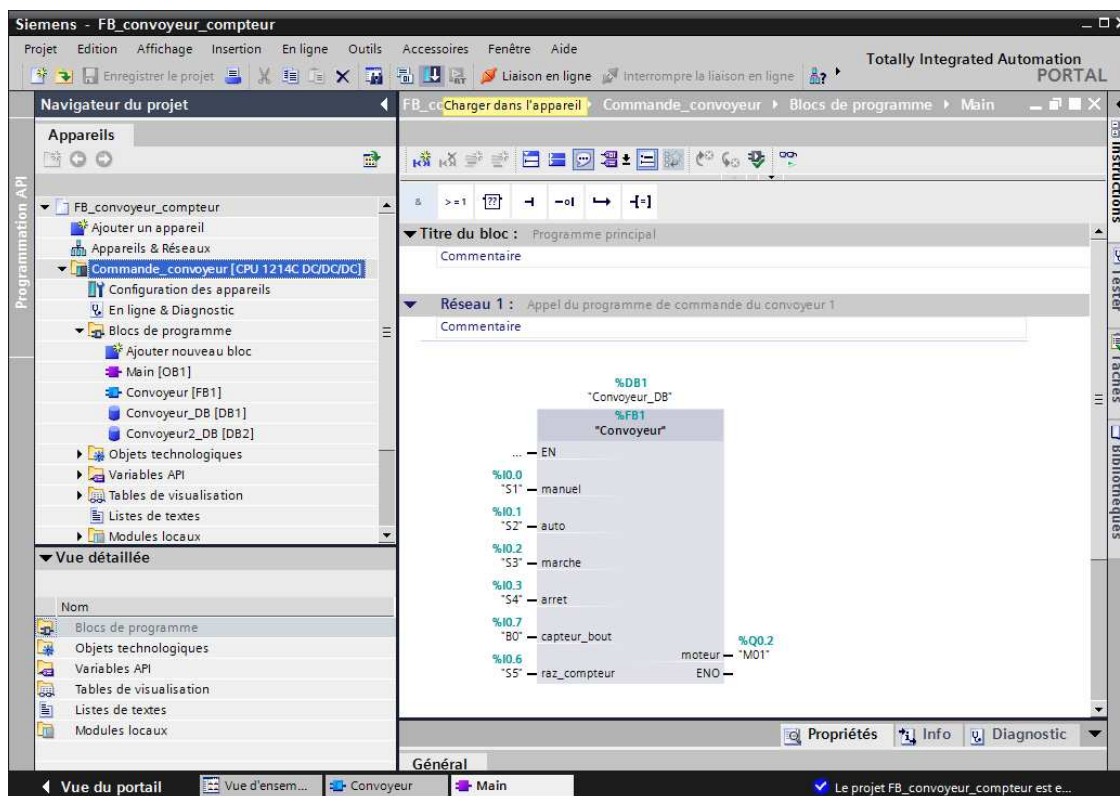 Siemens - FB_convoyeur_compteur
Projet Edition Affichage Insertion En ligne Outils Accessoires Fenêtre Aide
Totally Integrated Automation
PORTAL
Enregistrer le projet Liaison en ligne Interrompre la liaison en ligne
Navigateur du projet
FB_co Charger dans l'appareil Commande_convoyeur Blocs de programme Main
Appareils
Programmation API
FB_convoyeur_compteur
Ajouter un appareil
Appareils & Réseaux
Commande_convoyeur [CPU 1214C DC/DC/DC]
Configuration des appareils
En ligne & Diagnostic
Blocs de programme
Ajouter nouveau bloc
Main [OB1]
Convoyeur [FB1]
Convoyeur_DB [DB1]
Convoyeur2_DB [DB2]
Objets technologiques
Variables API
Tables de visualisation
Listes de textes
Modules locaux
Vue détaillée
Nom
Blocs de programme
Objets technologiques
Variables API
Tables de visualisation
Listes de textes
Modules locaux
& >=1 ?? -| -o| -[=]
Titre du bloc : Programme principal
Commentaire
Réseau 1 : Appel du programme de commande du convoyeur 1
Commentaire
%DB1
"Convoyeur_DB"
%FB1
"Convoyeur"
... EN
%I0.0
"S1" manuel
%I0.1
"S2" auto
%I0.2
"S3" marche
%I0.3
"S4" arret
%I0.7
"B0" capteur_bout
%Q0.2
moteur "M01"
%I0.6
"S5" raz_compteur ENO
Instructions
Tester
Tâches
Bibliothèques
Propriétés Info Diagnostic
Général
Vue du portail Vue d'ensem... Convoyeur Main Le projet FB_convoyeur_compteur est e...